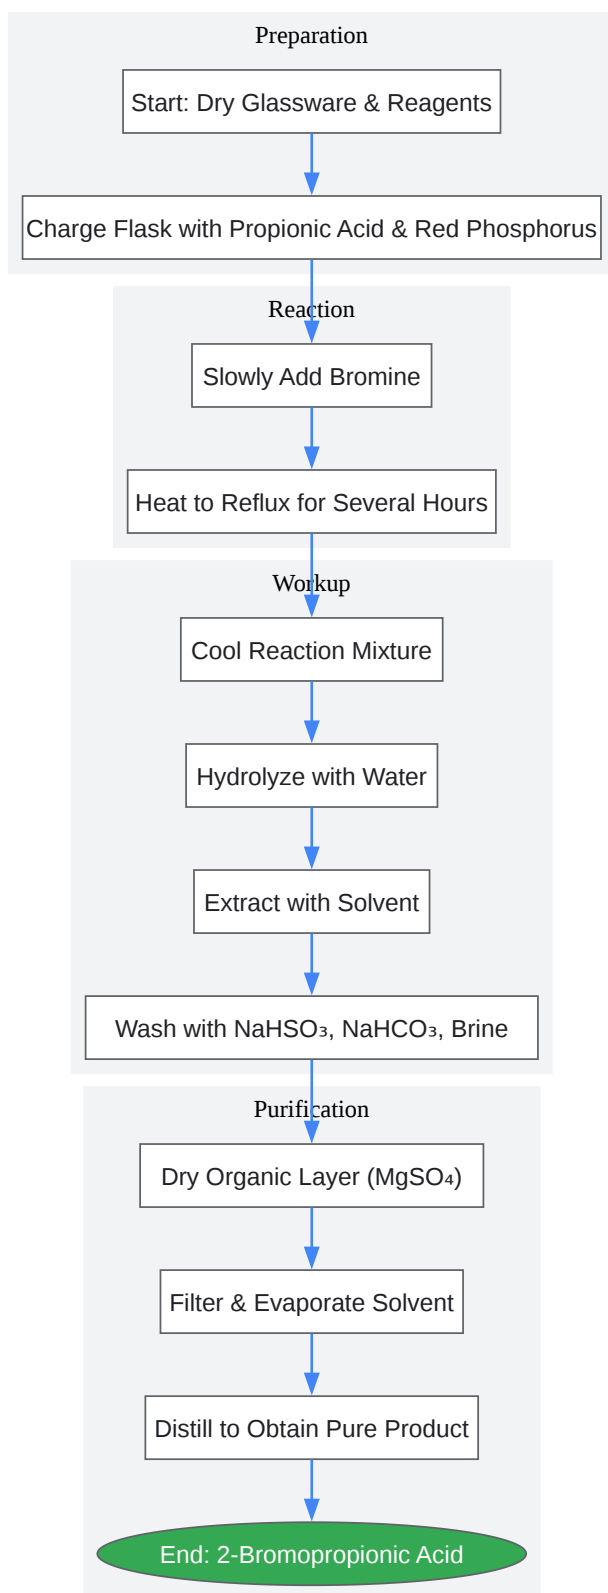 Preparation
Start: Dry Glassware & Reagents
Charge Flask with Propionic Acid & Red Phosphorus
Reaction
Slowly Add Bromine
Heat to Reflux for Several Hours
Workup
Cool Reaction Mixture
Hydrolyze with Water
Extract with Solvent
Wash with NaHSO₃, NaHCO₃, Brine
Purification
Dry Organic Layer (MgSO₄)
Filter & Evaporate Solvent
Distill to Obtain Pure Product
End: 2-Bromopropionic Acid